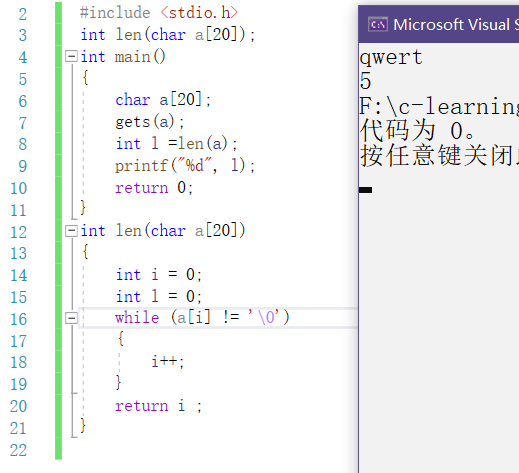 2 #include <stdio.h>
3 int len(char a[20]);
4 int main()
5 {
6 char a[20];
7 gets(a);
8 int l =len(a);
9 printf("%d", l);
10 return 0;
11 }
12 int len(char a[20])
13 {
14 int i = 0;
15 int l = 0;
16 while (a[i] != '\0')
17 {
18 i++;
19 }
20 return i ;
21 }
22
Microsoft Visual S
qwert
5
F:\c-learning
代码为 0。
按任意键关闭